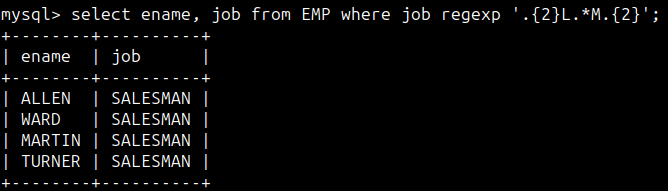 mysql> select ename, job from EMP where job regexp '.{2}L.*M.{2}';
+--------+----------+
| ename  | job      |
+--------+----------+
| ALLEN  | SALESMAN |
| WARD   | SALESMAN |
| MARTIN | SALESMAN |
| TURNER | SALESMAN |
+--------+----------+